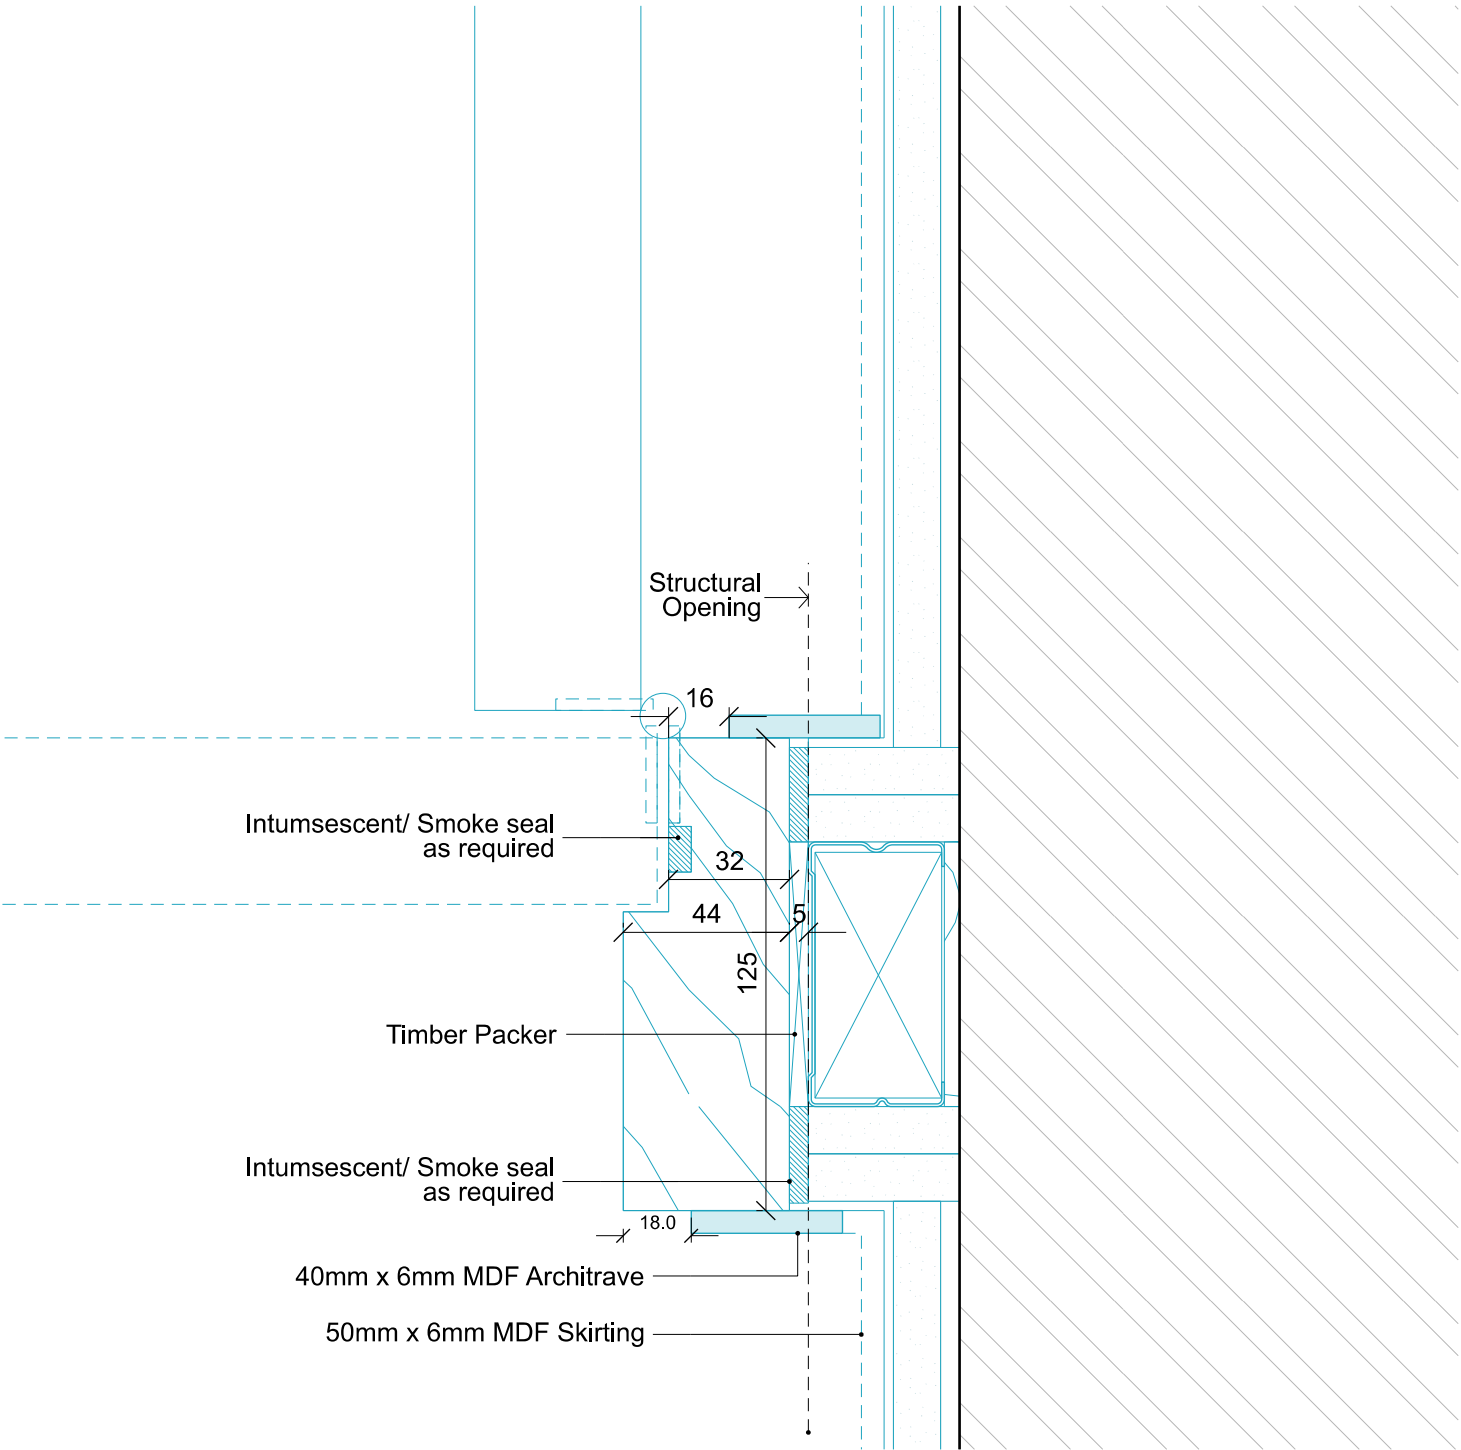 Structural
Opening
16
Intumsescent/ Smoke seal
as required
32
44
5
125
Timber Packer
Intumsescent/ Smoke seal
as required
18.0
40mm x 6mm MDF Architrave
50mm x 6mm MDF Skirting